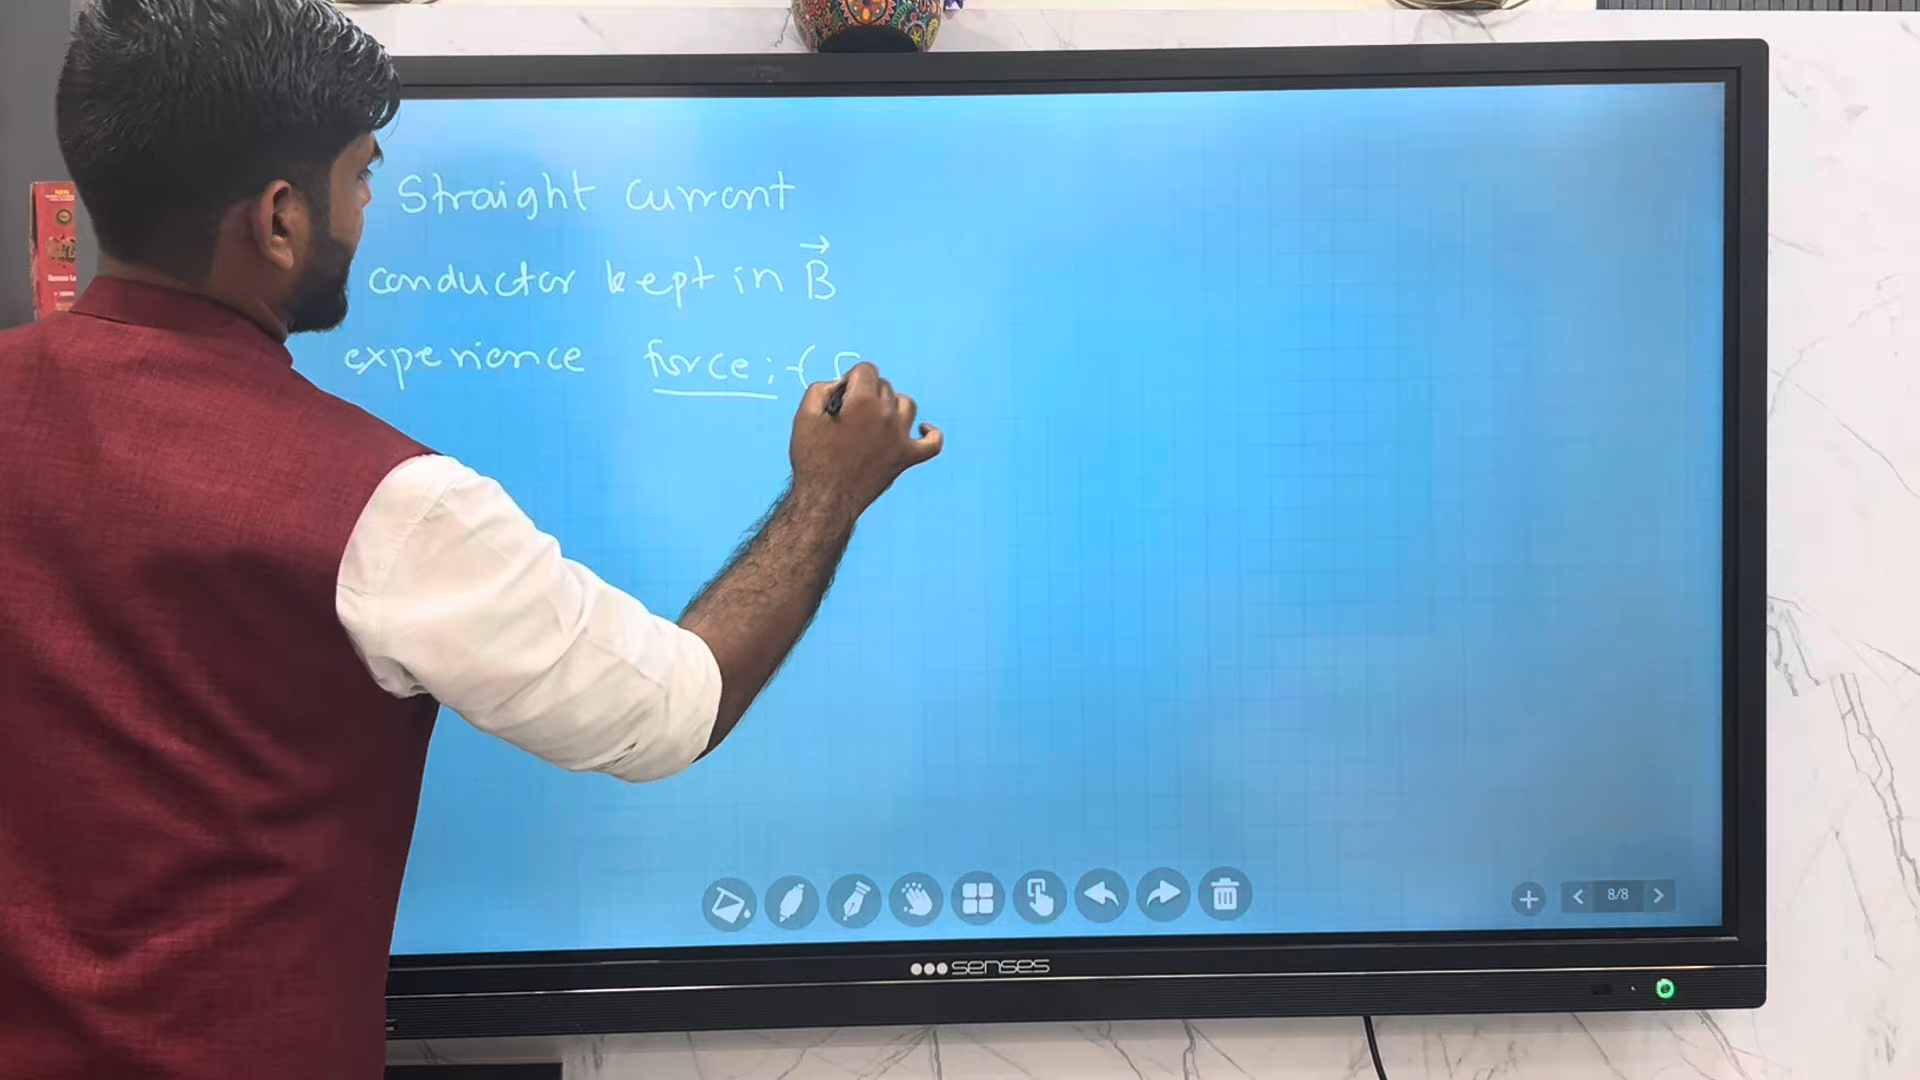 Straight current
conductor kept in B⃗
experience force :- (
senses
8/8